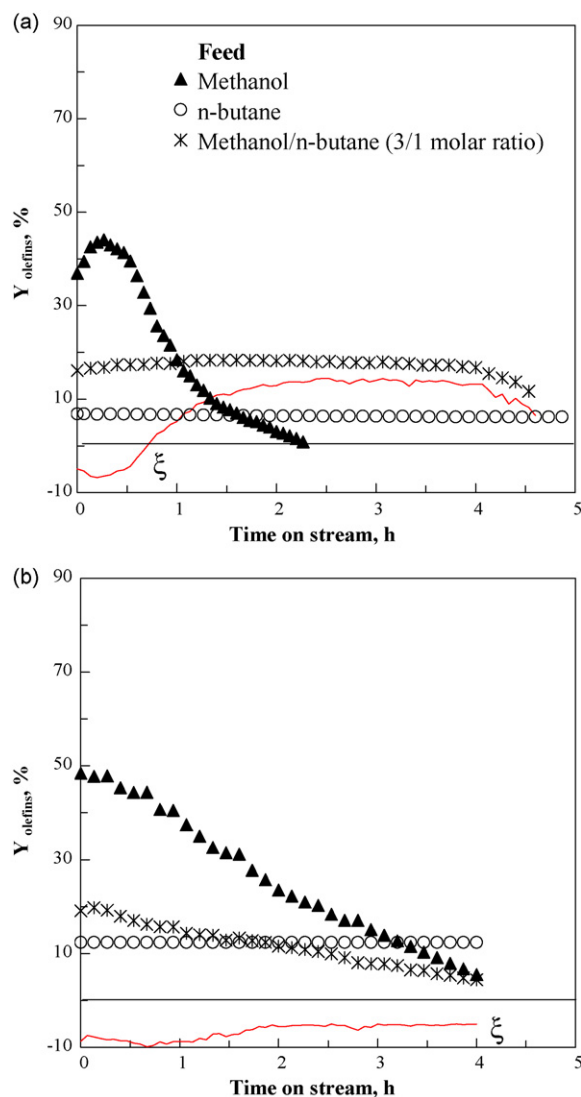 (a)
90
70
50
30
10
-10
Y olefins, %
Feed
Methanol
n-butane
Methanol/n-butane (3/1 molar ratio)
ξ
0 1 2 3 4 5
Time on stream, h
(b)
90
70
50
30
10
-10
Y olefins, %
ξ
0 1 2 3 4 5
Time on stream, h